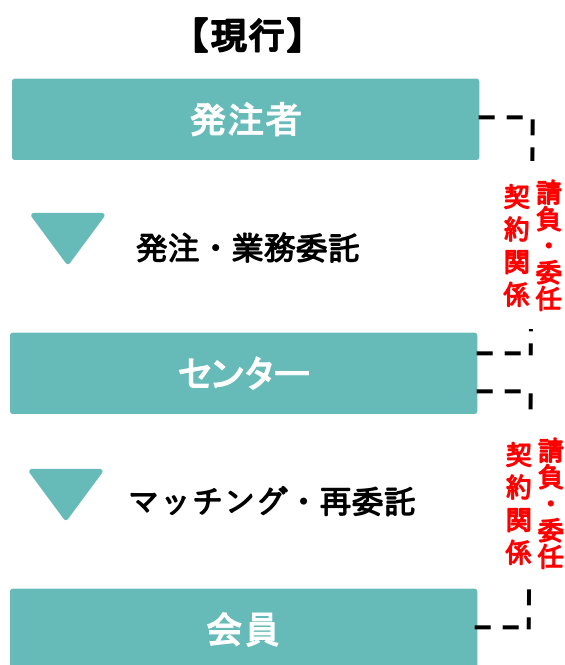 【現行】
発注者
請負・委任
契約関係
発注・業務委託
センター
請負・委任
契約関係
マッチング・再委託
会員